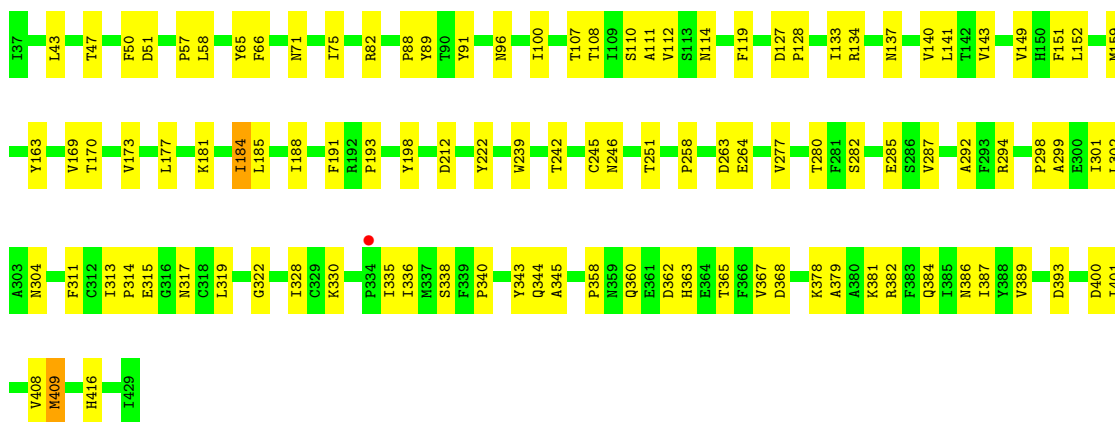 I37 L43 T47 F50 D51 P57 L58 Y65 F66 N71 I75 R82 P88 Y89 T90 Y91 N96 I100 T107 T108 I109 S110 A111 V112 S113 N114 F119 D127 P128 I133 R134 N137 V140 L141 T142 V143 V149 H150 F151 L152 M159
Y163 V169 T170 V173 L177 K181 I184 L185 I188 F191 R192 P193 Y198 D212 Y222 W239 T242 C245 N246 T251 P258 D263 E264 V277 T280 F281 S282 E285 S286 V287 A292 F293 R294 P298 A299 E300 I301 L302
A303 N304 F311 C312 I313 P314 E315 G316 N317 C318 L319 G322 I328 C329 K330 P334 I335 I336 M337 S338 F339 P340 Y343 Q344 A345 P358 N359 Q360 E361 D362 H363 E364 T365 F366 V367 D368 K378 A379 A380 K381 R382 F383 Q384 I385 N386 I387 Y388 V389 D393 D400 I401
V408 M409 H416 I429